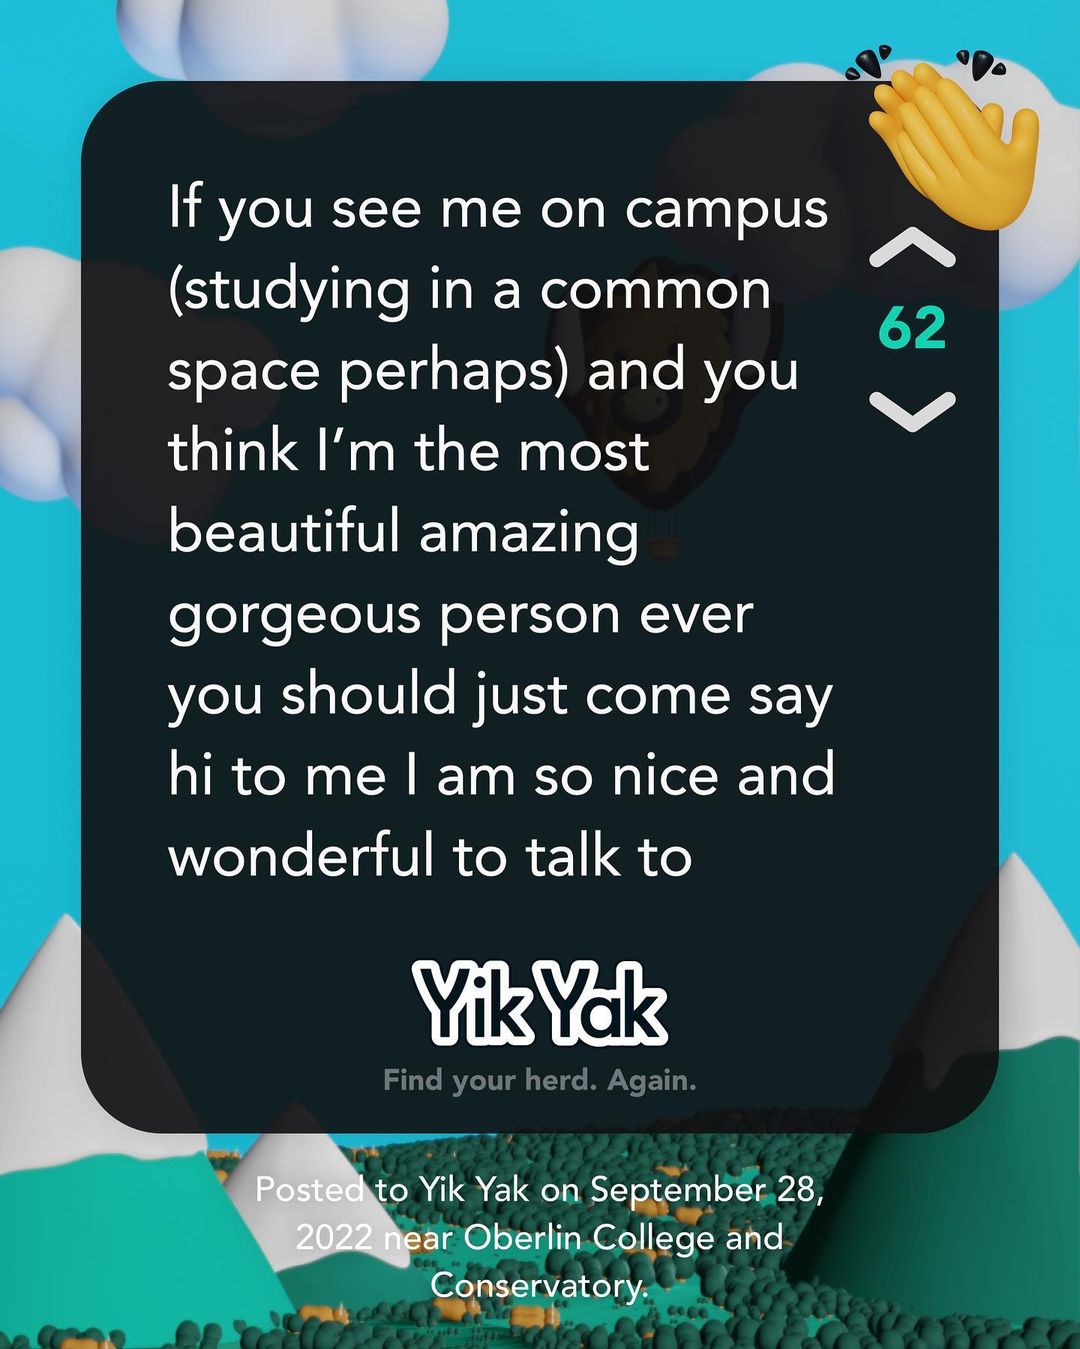 If you see me on campus
(studying in a common
space perhaps) and you
think I’m the most
beautiful amazing
gorgeous person ever
you should just come say
hi to me I am so nice and
wonderful to talk to
62
Yik Yak
Find your herd. Again.
Posted to Yik Yak on September 28,
2022 near Oberlin College and
Conservatory.